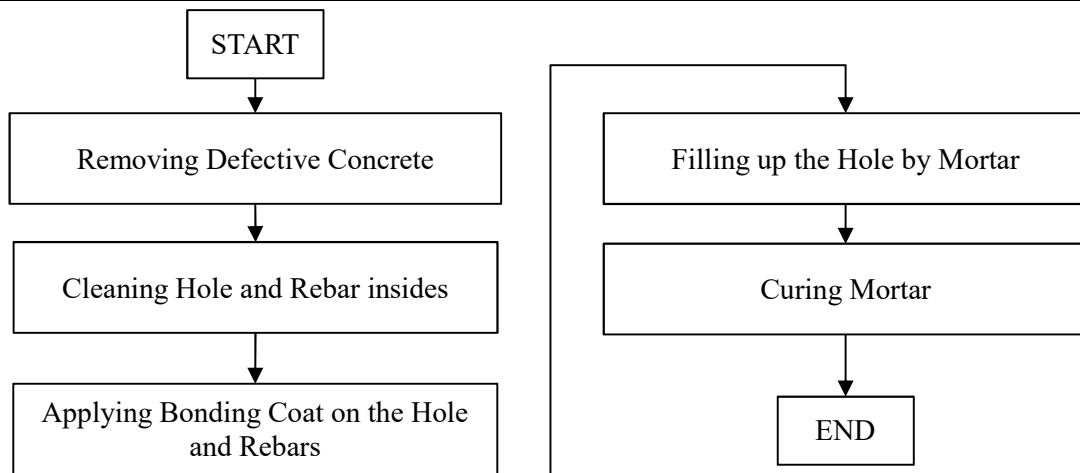 START
Removing Defective Concrete
Cleaning Hole and Rebar insides
Applying Bonding Coat on the Hole
and Rebars
Filling up the Hole by Mortar
Curing Mortar
END